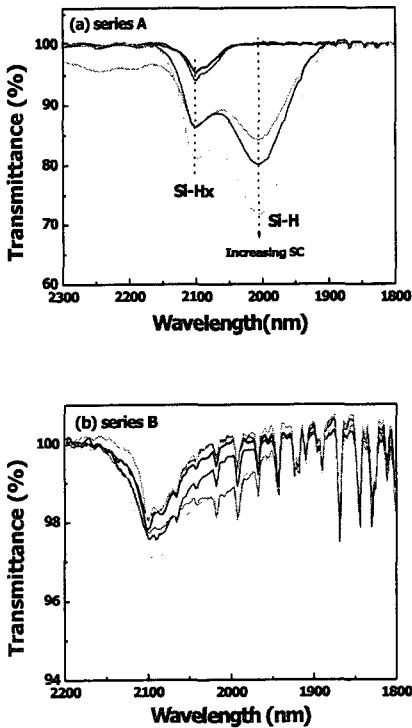 (a) series A
100
90
80
70
60
Transmittance (%)
Si-Hx
Si-H
Increasing SC
2300 2200 2100 2000 1900 1800
Wavelength(nm)
(b) series B
100
98
96
94
Transmittance (%)
2200 2100 2000 1900 1800
Wavelength (nm)